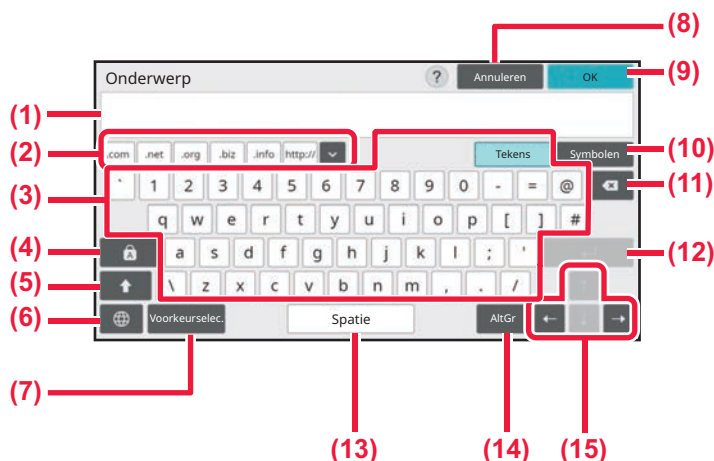 (8)
Onderwerp ? Annuleren OK (9)
(1)
(2) .com .net .org .biz .info http:// Tekens Symbolen (10)
(3) ` 1 2 3 4 5 6 7 8 9 0 - = @ (11)
q w e r t y u i o p [ ] #
(4) A a s d f g h j k l ; ' (12)
(5) \ z x c v b n m , . /
(6) Voorkeurselec. Spatie AltGr ← ↓ →
(7)
(13) (14) (15)